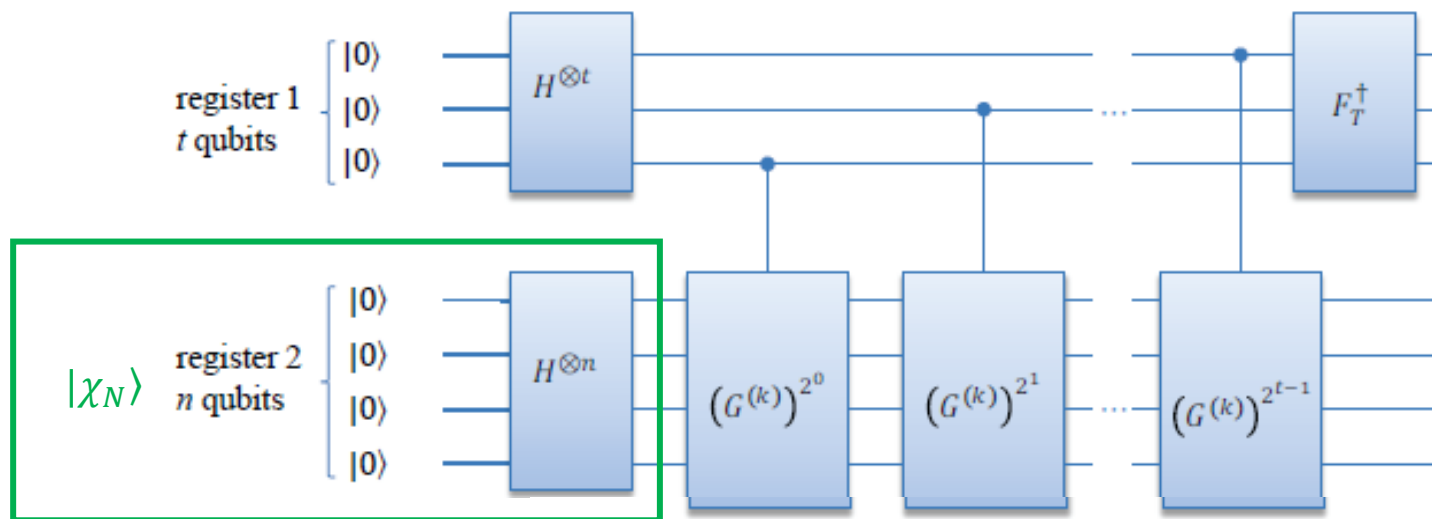 register 1
t qubits
|0⟩
|0⟩
|0⟩
H^{⊗t}
...
F_T^†
|χ_N⟩
register 2
n qubits
|0⟩
|0⟩
|0⟩
|0⟩
H^{⊗n}
(G^{(k)})^{2^0}
(G^{(k)})^{2^1}
...
(G^{(k)})^{2^{t-1}}